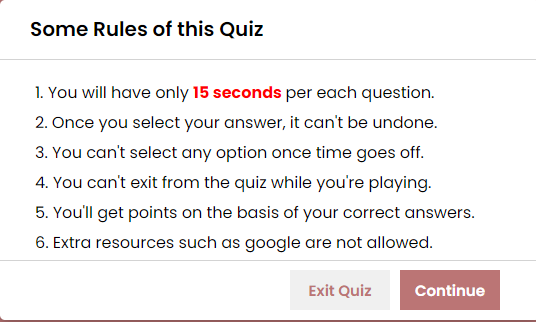 Some Rules of this Quiz
1. You will have only 15 seconds per each question.
2. Once you select your answer, it can't be undone.
3. You can't select any option once time goes off.
4. You can't exit from the quiz while you're playing.
5. You'll get points on the basis of your correct answers.
6. Extra resources such as google are not allowed.
Exit Quiz
Continue